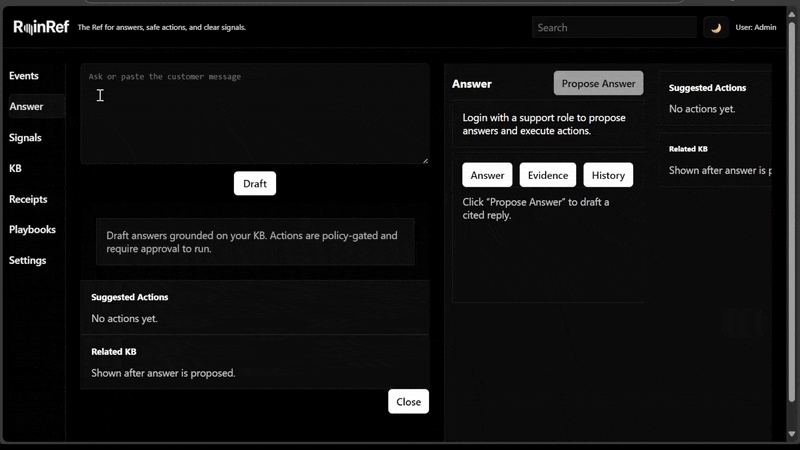 RainRef
The Ref for answers, safe actions, and clear signals.
Search
User: Admin
Events
Answer
Signals
KB
Receipts
Playbooks
Settings
Ask or paste the customer message
Draft
Draft answers grounded on your KB. Actions are policy-gated and
require approval to run.
Suggested Actions
No actions yet.
Related KB
Shown after answer is proposed.
Close
Answer
Propose Answer
Login with a support role to propose
answers and execute actions.
Answer
Evidence
History
Click “Propose Answer” to draft a
cited reply.
Suggested Actions
No actions yet.
Related KB
Shown after answer is p